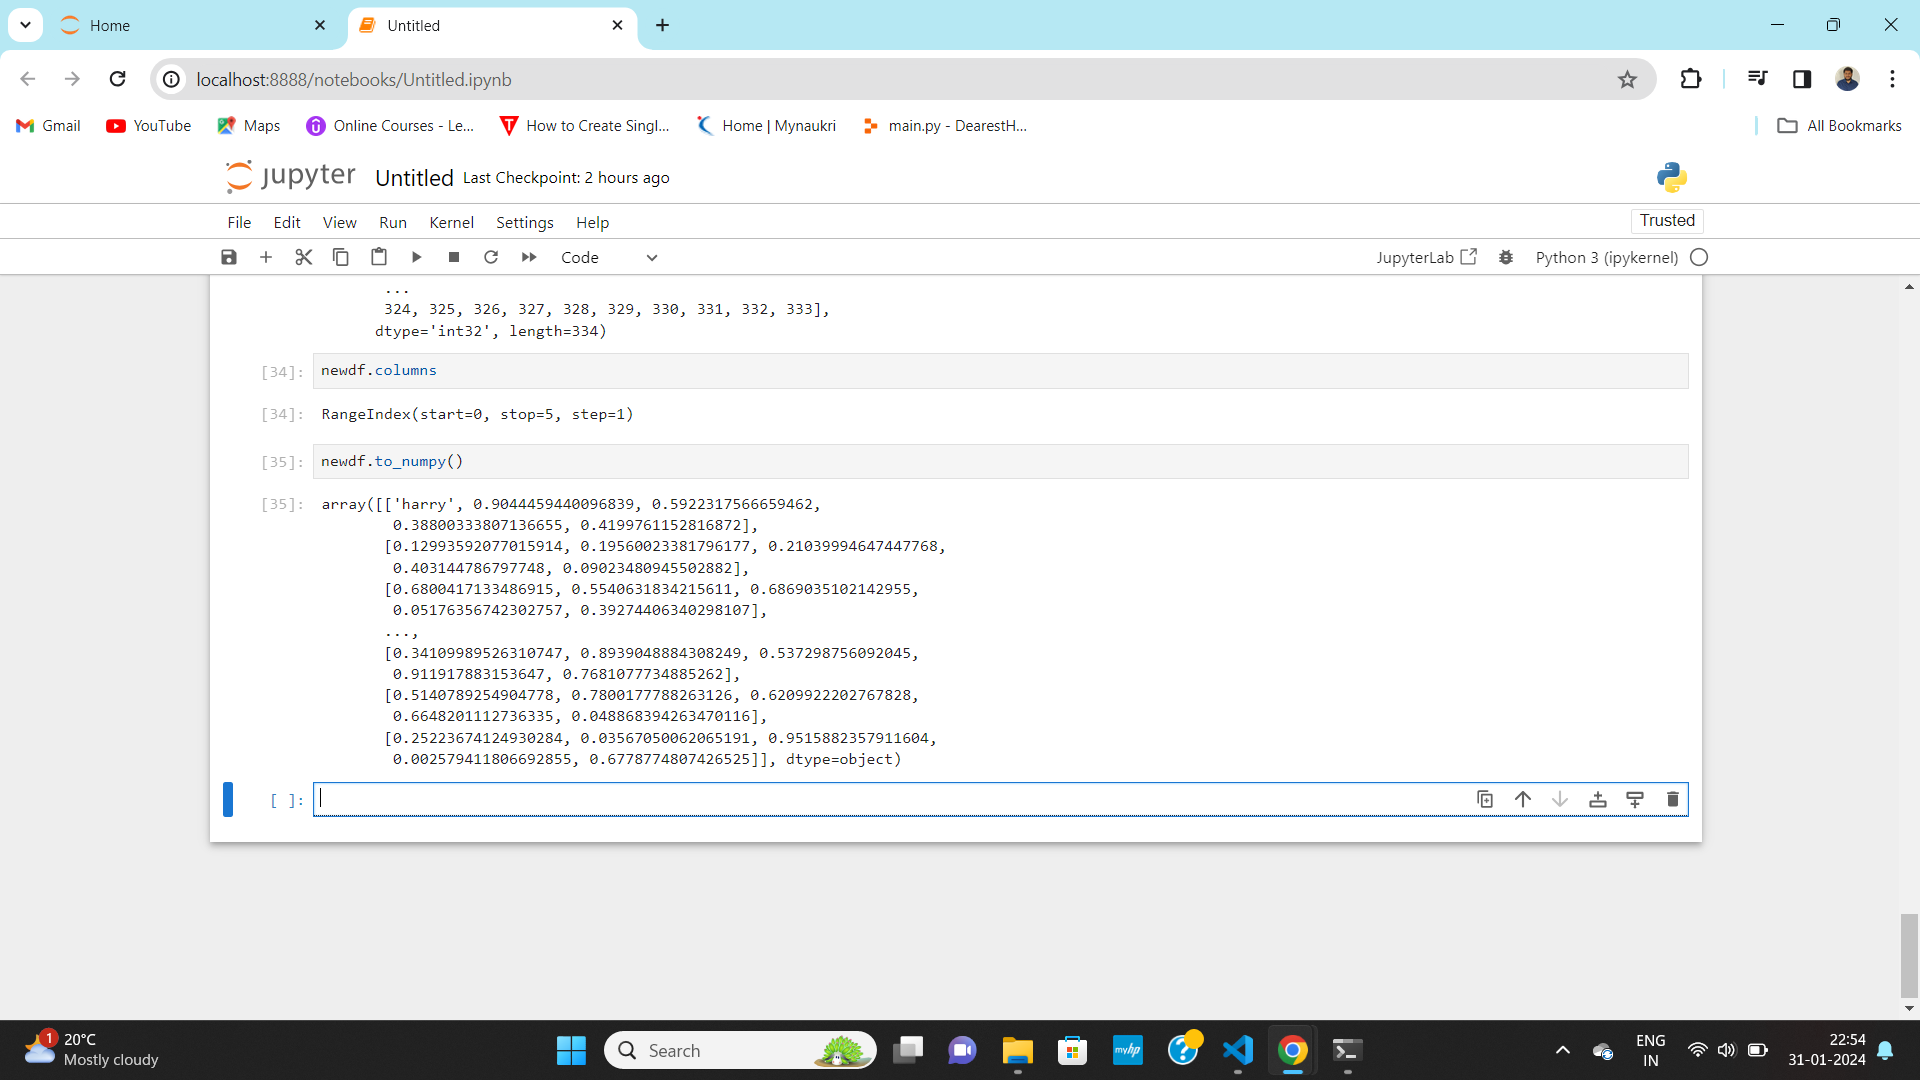 Home
Untitled
localhost:8888/notebooks/Untitled.ipynb
Gmail
YouTube
Maps
Online Courses - Le...
How to Create Singl...
Home | Mynaukri
main.py - DearestH...
All Bookmarks
jupyter
Untitled
Last Checkpoint: 2 hours ago
File
Edit
View
Run
Kernel
Settings
Help
Trusted
Code
JupyterLab
Python 3 (ipykernel)
...
324, 325, 326, 327, 328, 329, 330, 331, 332, 333],
dtype='int32', length=334)
[34]: newdf.columns
[34]: RangeIndex(start=0, stop=5, step=1)
[35]: newdf.to_numpy()
[35]: array([['harry', 0.9044459440096839, 0.5922317566659462,
0.38800333807136655, 0.4199761152816872],
[0.12993592077015914, 0.19560023381796177, 0.21039994647447768,
0.403144786797748, 0.09023480945502882],
[0.6800417133486915, 0.5540631834215611, 0.6869035102142955,
0.05176356742302757, 0.39274406340298107],
...,
[0.34109989526310747, 0.8939048884308249, 0.537298756092045,
0.911917883153647, 0.7681077734885262],
[0.5140789254904778, 0.7800177788263126, 0.6209922202767828,
0.6648201112736335, 0.048868394263470116],
[0.25223674124930284, 0.03567050062065191, 0.9515882357911604,
0.002579411806692855, 0.6778774807426525]], dtype=object)
[ ]:
1
20°C
Mostly cloudy
Search
myhp
ENG
IN
22:54
31-01-2024